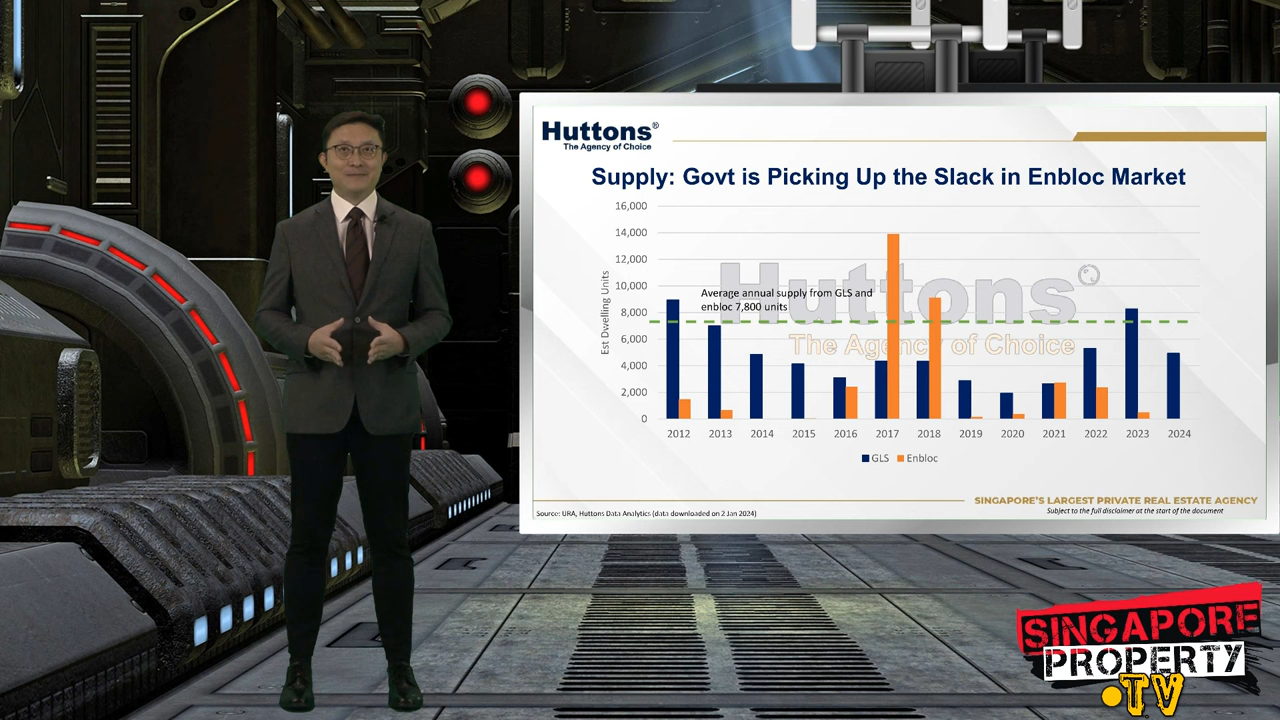 Huttons®
The Agency of Choice
Supply: Govt is Picking Up the Slack in Enbloc Market
16,000
14,000
12,000
10,000
8,000
6,000
4,000
2,000
0
Est Dwelling Units
Huttons
The Agency of Choice
Average annual supply from GLS and
enbloc 7,800 units
2012 2013 2014 2015 2016 2017 2018 2019 2020 2021 2022 2023 2024
GLS Enbloc
SINGAPORE'S LARGEST PRIVATE REAL ESTATE AGENCY
Source: URA, Huttons Data Analytics (data downloaded on 2 Jan 2024)
Subject to the full disclaimer at the start of the document
SINGAPORE
PROPERTY
.TV